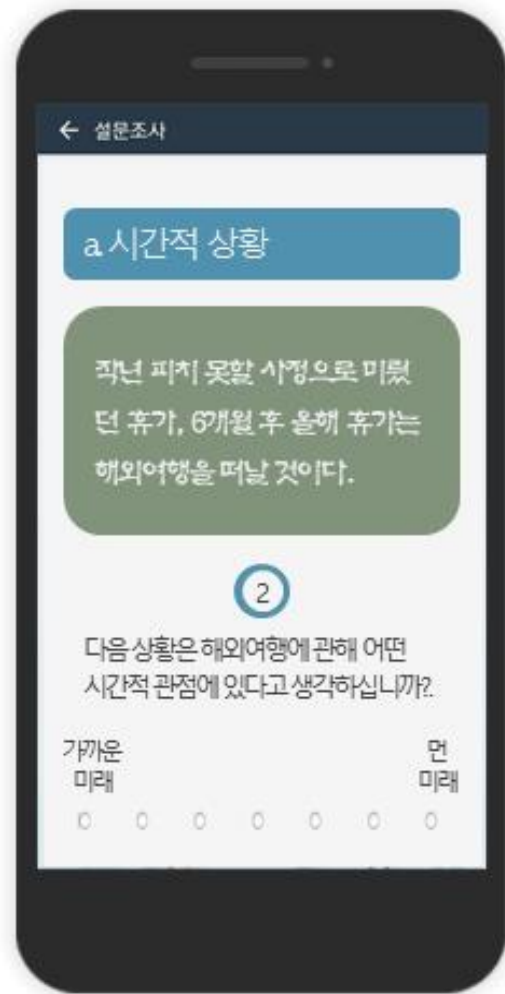 ← 설문조사
a 시간적 상황
작년 피치 못할 사정으로 미뤘
던 휴가, 6개월 후 올해 휴가는
해외여행을 떠날 것이다.
2
다음 상황은 해외여행에 관해 어떤
시간적 관점에 있다고 생각하십니까?
가까운 먼
미래 미래